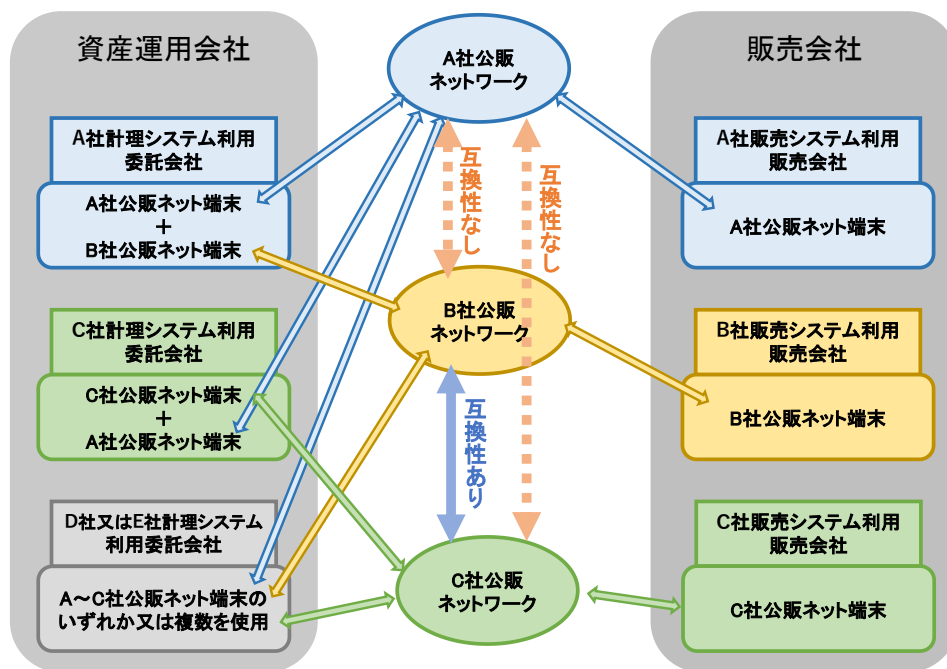 資産運用会社
A社計理システム利用
委託会社
A社公販ネット端末
＋
B社公販ネット端末
C社計理システム利用
委託会社
C社公販ネット端末
＋
A社公販ネット端末
D社又はE社計理システム
利用委託会社
A～C社公販ネット端末の
いずれか又は複数を使用
A社公販
ネットワーク
互換性なし
互換性なし
B社公販
ネットワーク
互換性あり
C社公販
ネットワーク
販売会社
A社販売システム利用
販売会社
A社公販ネット端末
B社販売システム利用
販売会社
B社公販ネット端末
C社販売システム利用
販売会社
C社公販ネット端末